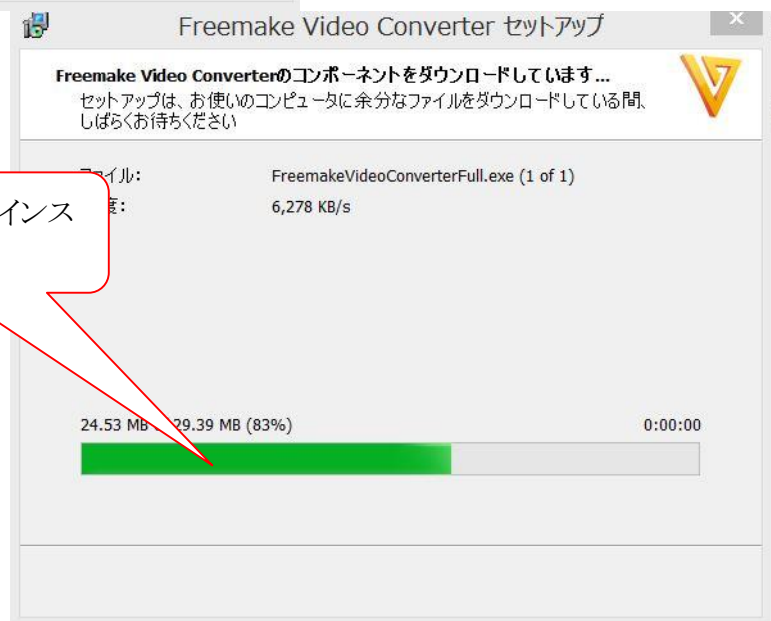 Freemake Video Converter セットアップ
Freemake Video Converterのコンポーネントをダウンロードしています...
セットアップは、お使いのコンピュータに余分なファイルをダウンロードしている間、
しばらくお待ちください
FreemakeVideoConverterFull.exe (1 of 1)
インス
6,278 KB/s
24.53 MB 29.39 MB (83%) 0:00:00